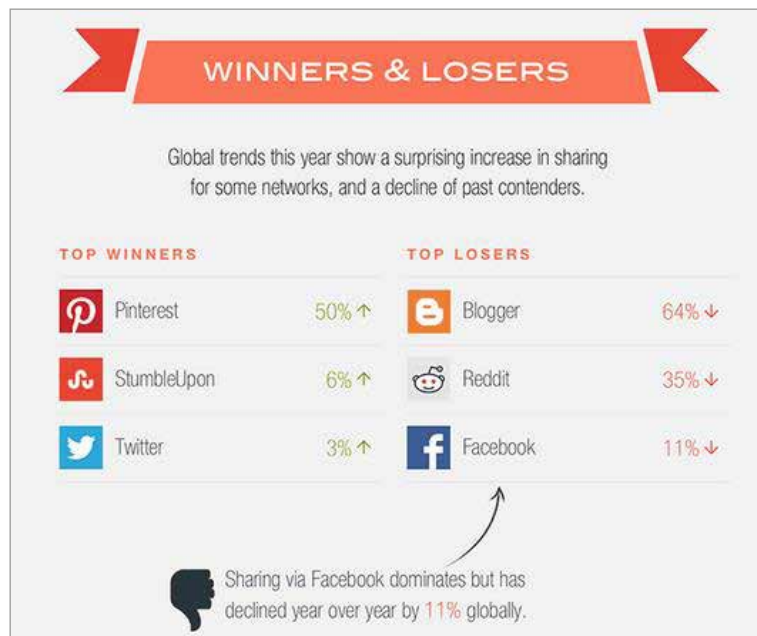 WINNERS & LOSERS
Global trends this year show a surprising increase in sharing
for some networks, and a decline of past contenders.
TOP WINNERS
Pinterest 50% ↑
StumbleUpon 6% ↑
Twitter 3% ↑
TOP LOSERS
Blogger 64% ↓
Reddit 35% ↓
Facebook 11% ↓
Sharing via Facebook dominates but has
declined year over year by 11% globally.